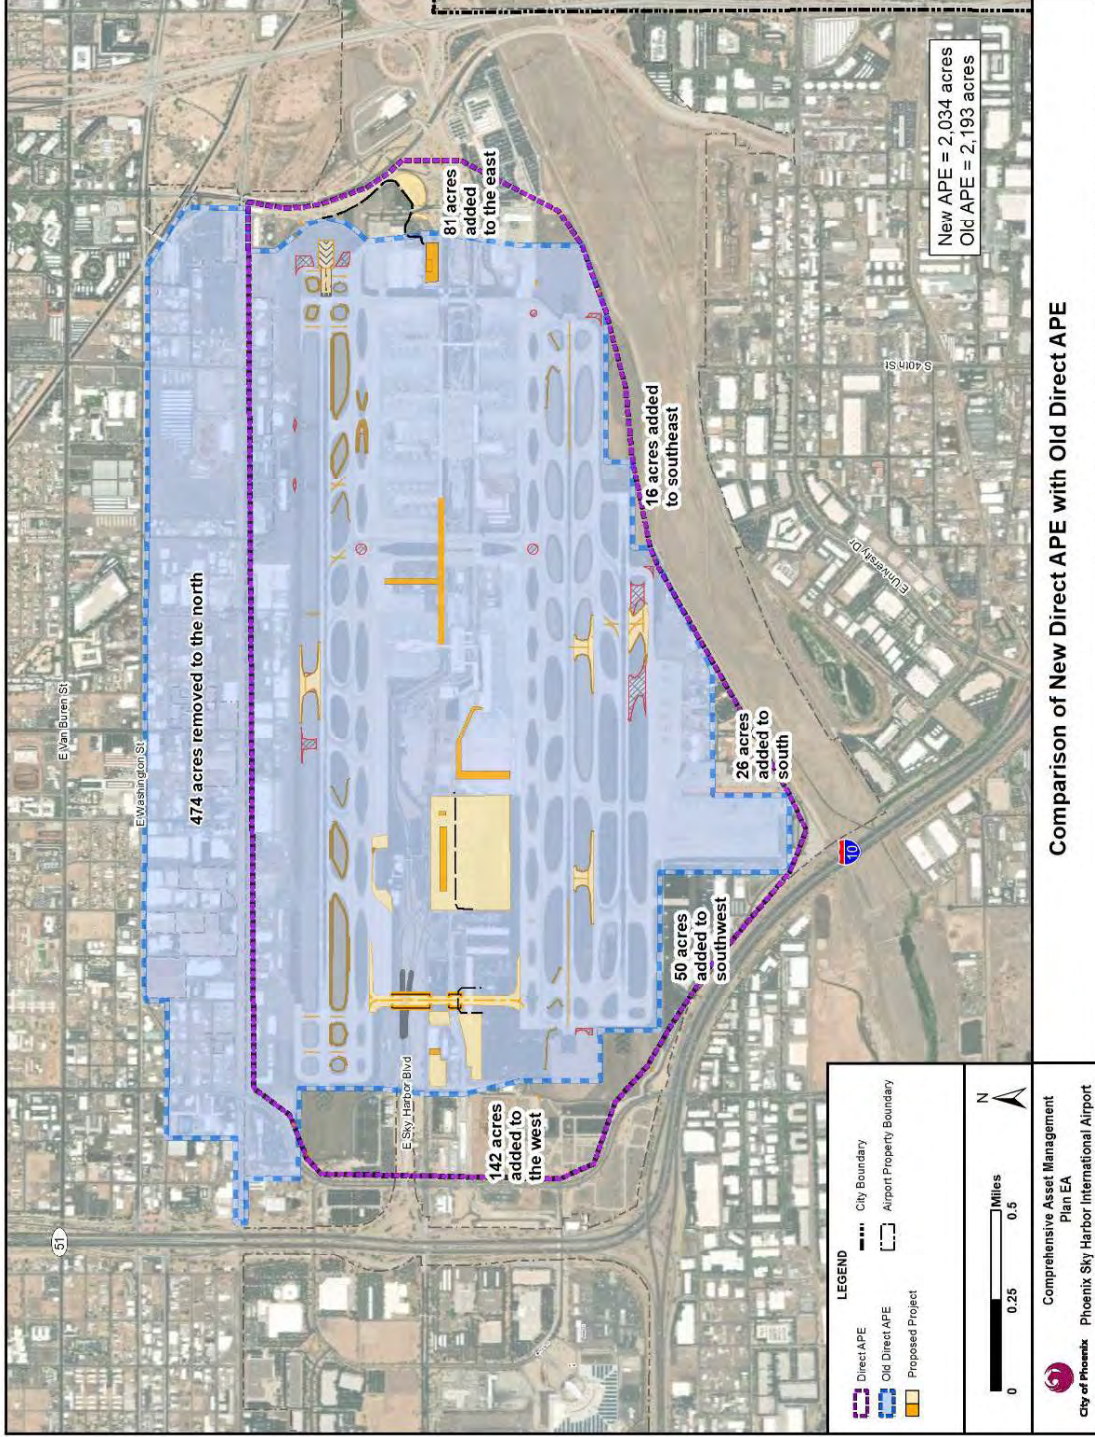 51
E Van Buren St
E Washington St
474 acres removed to the north
81 acres
added
to the east
New APE = 2,034 acres
Old APE = 2,193 acres
S 40th St
16 acres added
to southeast
E University Dr
26 acres
added to
south
10
50 acres
added to
southwest
E Sky Harbor Blvd
142 acres
added to
the west
LEGEND
Direct APE
Old Direct APE
Proposed Project
City Boundary
Airport Property Boundary
N
Miles
0 0.25 0.5
City of Phoenix
Comprehensive Asset Management
Plan EA
Phoenix Sky Harbor International Airport
Comparison of New Direct APE with Old Direct APE